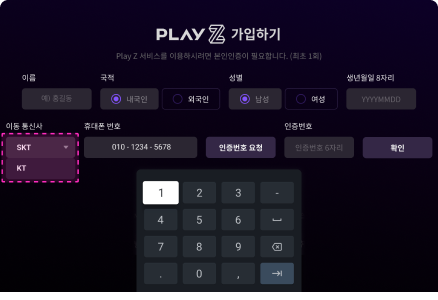 PLAY Z 가입하기
Play Z 서비스를 이용하시려면 본인인증이 필요합니다. (최초 1회)
이름 국적 성별 생년월일 8자리
예) 홍길동 내국인 외국인 남성 여성 YYYYMMDD
이동 통신사 휴대폰 번호 인증번호
SKT 010 - 1234 - 5678 인증번호 요청 인증번호 6자리 확인
KT
1 2 3 -
4 5 6
7 8 9
. 0 ,